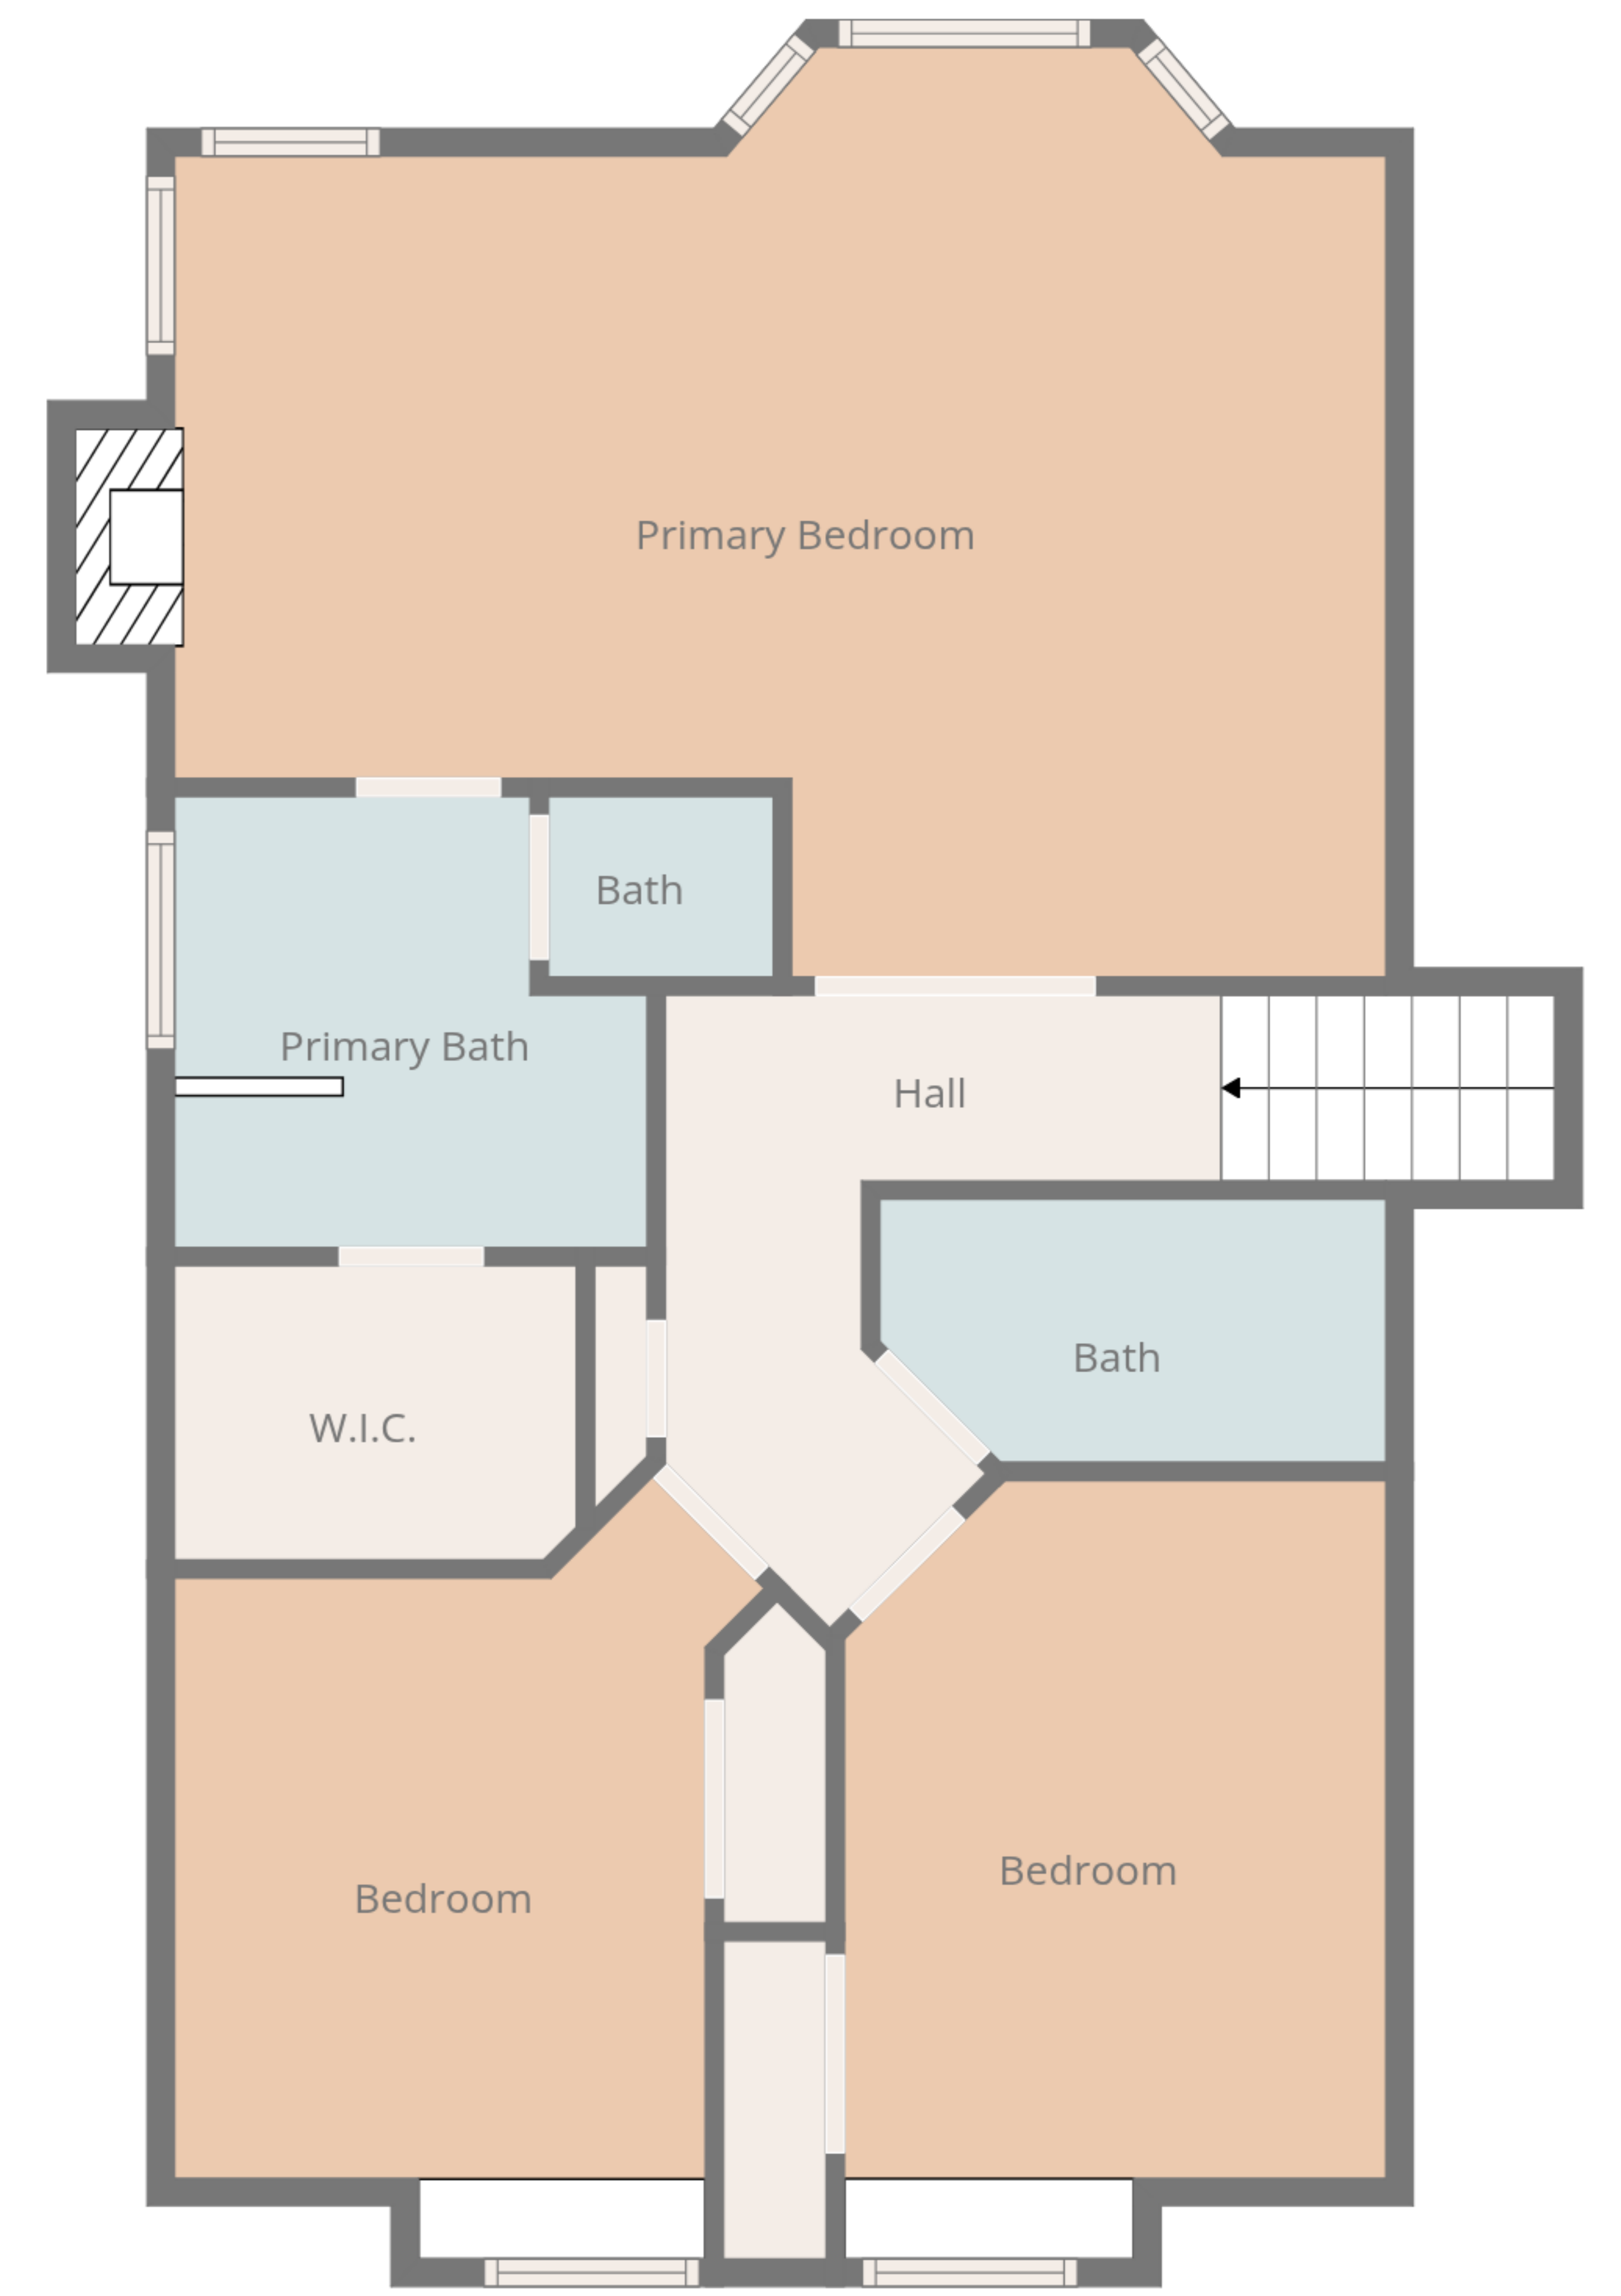 Primary Bedroom
Bath
Primary Bath
Hall
Bath
W.I.C.
Bedroom
Bedroom